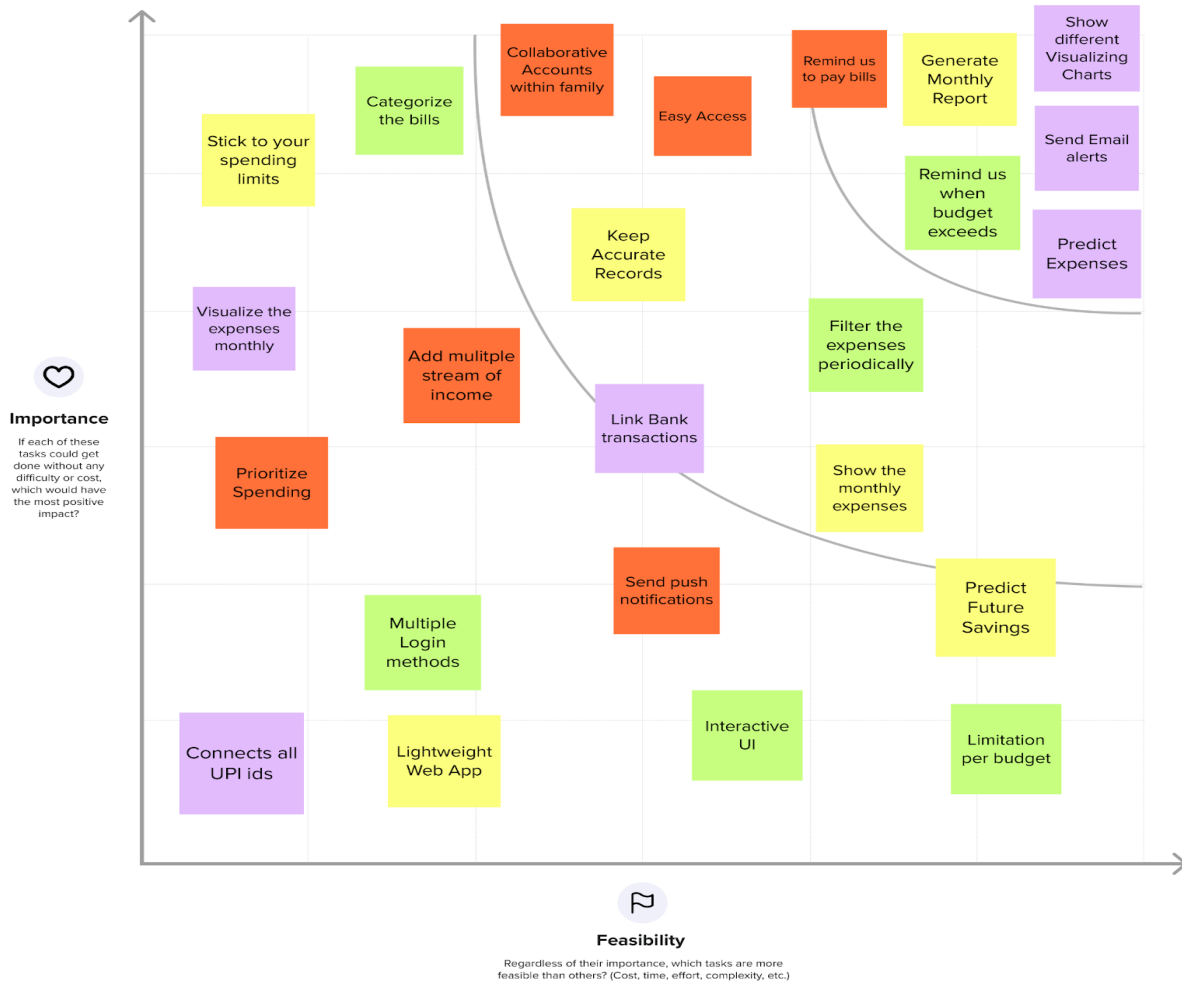 Show
different
Visualizing
Charts
Collaborative
Accounts
within family
Remind us
to pay bills
Generate
Monthly
Report
Categorize
the bills
Easy Access
Stick to your
spending
limits
Send Email
alerts
Remind us
when
budget
exceeds
Keep
Accurate
Records
Predict
Expenses
Visualize the
expenses
monthly
Filter the
expenses
periodically
Add mulitple
stream of
income
Link Bank
transactions
Importance
If each of these
tasks could get
done without any
difficulty or cost,
which would have
the most positive
impact?
Prioritize
Spending
Show the
monthly
expenses
Send push
notifications
Predict
Future
Savings
Multiple
Login
methods
Connects all
UPI ids
Lightweight
Web App
Interactive
UI
Limitation
per budget
Feasibility
Regardless of their importance, which tasks are more
feasible than others? (Cost, time, effort, complexity, etc.)